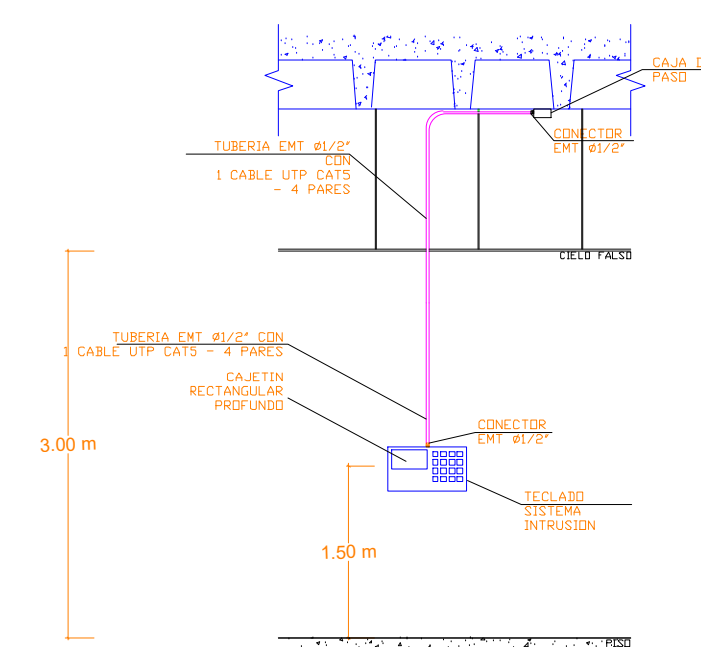 CAJA D
PASO
CONECTOR
EMT Ø1/2"
TUBERIA EMT Ø1/2"
CON
1 CABLE UTP CAT5
- 4 PARES
CIELO FALSO
TUBERIA EMT Ø1/2" CON
1 CABLE UTP CAT5 - 4 PARES
CAJETIN
RECTANGULAR
PROFUNDO
CONECTOR
EMT Ø1/2"
3.00 m
TECLADO
SISTEMA
INTRUSION
1.50 m
PISO